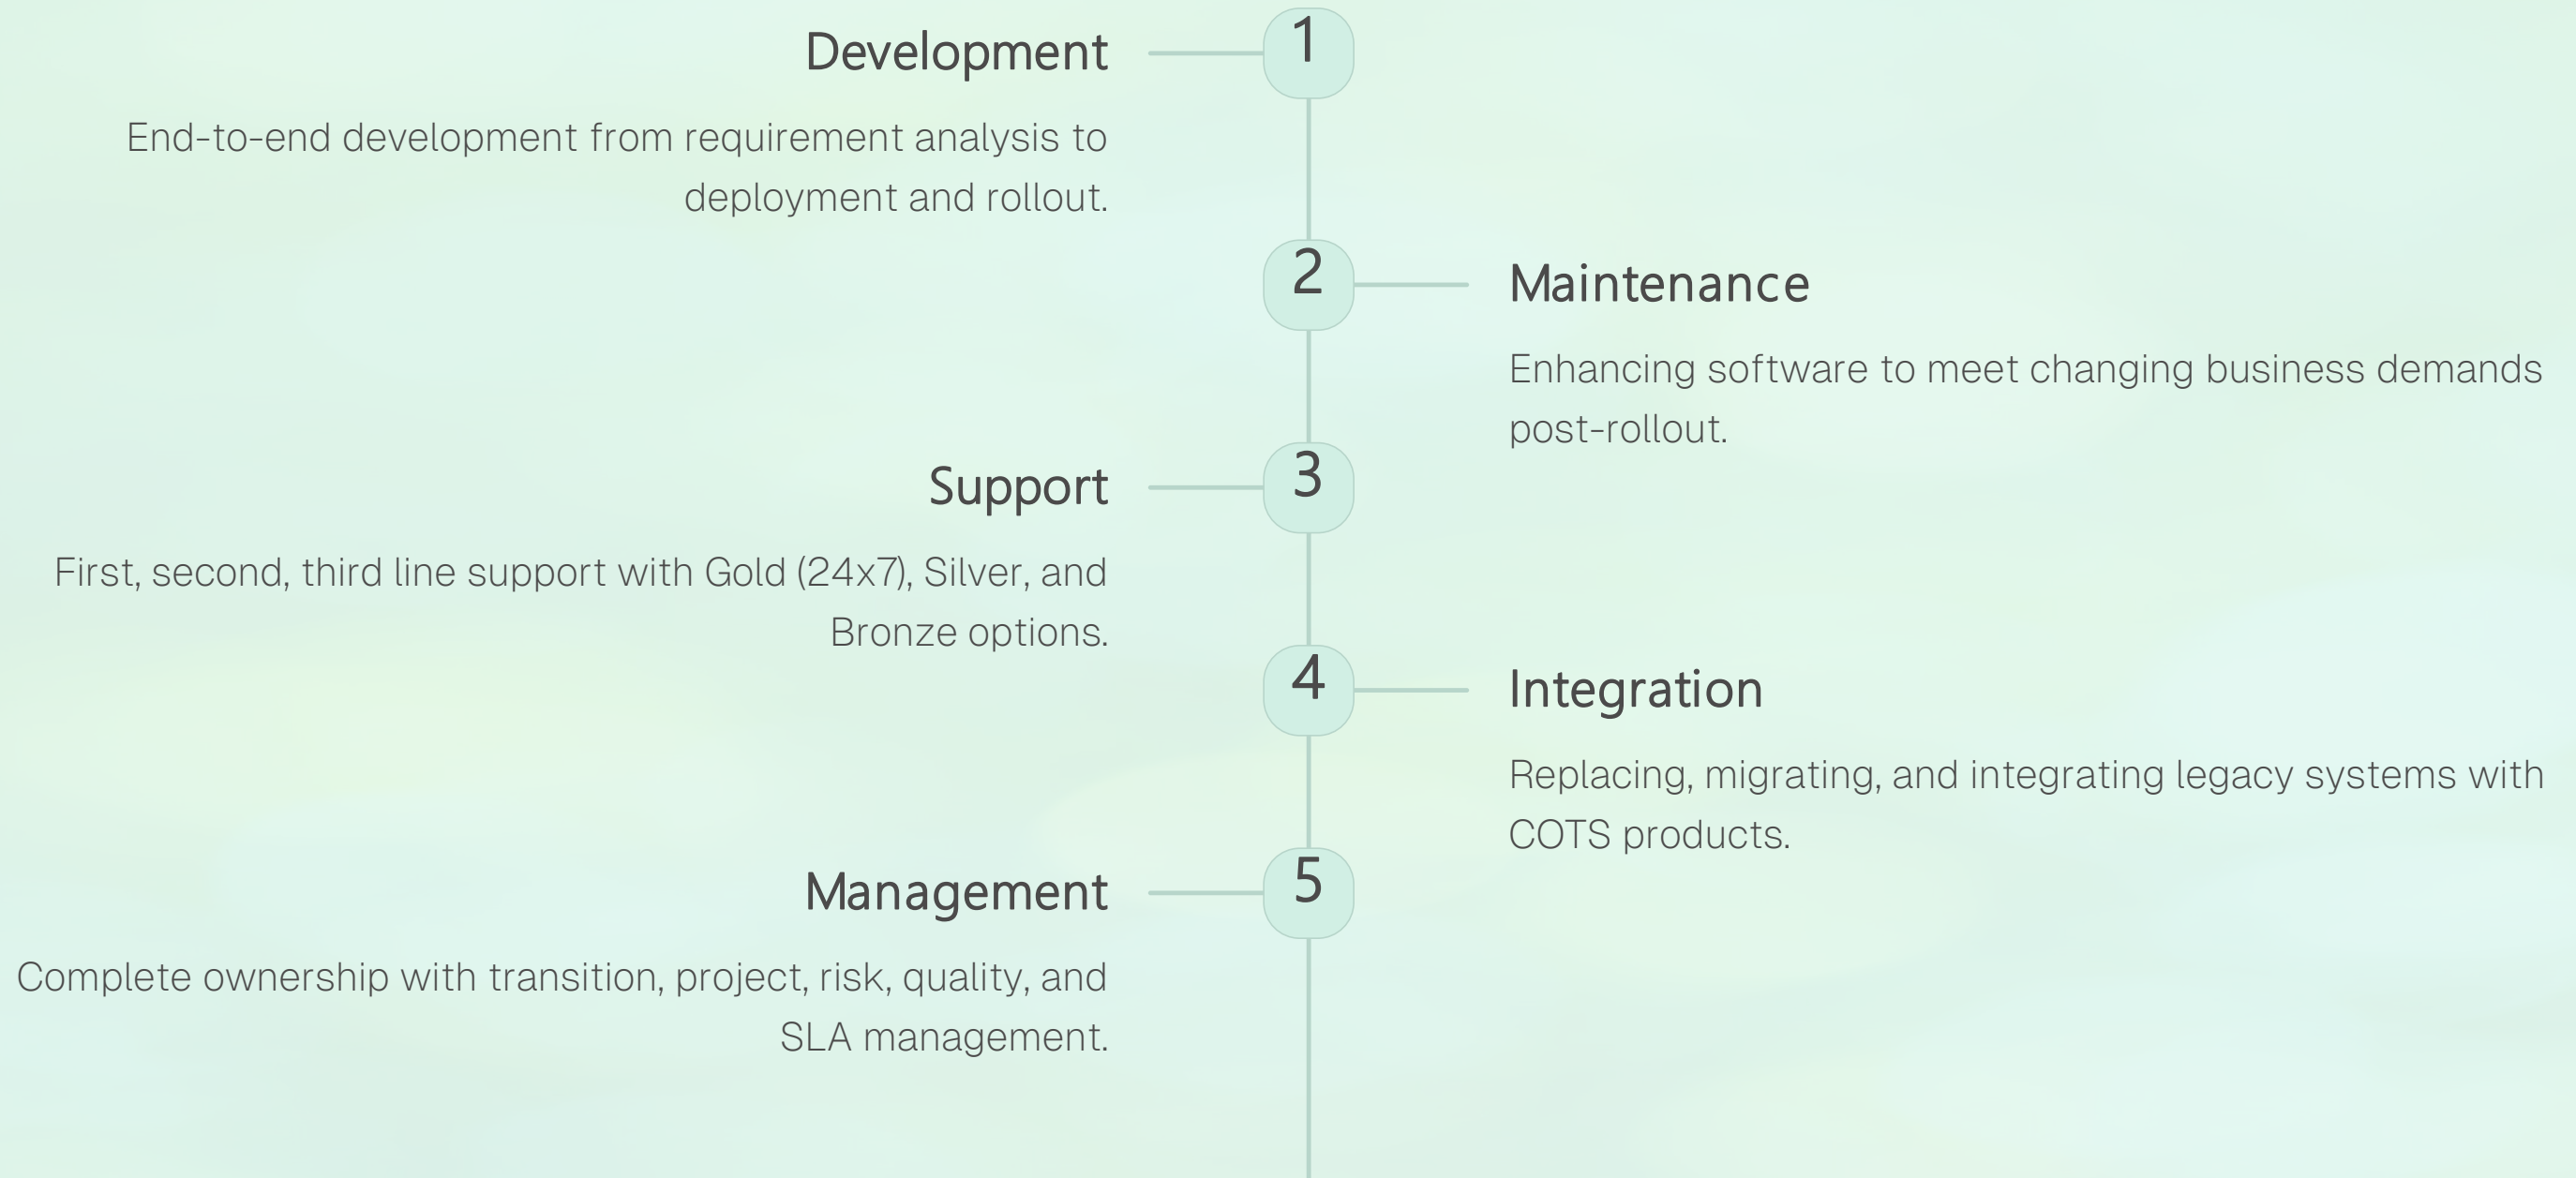 1
Development
End-to-end development from requirement analysis to
deployment and rollout.
2
Maintenance
Enhancing software to meet changing business demands
post-rollout.
3
Support
First, second, third line support with Gold (24x7), Silver, and
Bronze options.
4
Integration
Replacing, migrating, and integrating legacy systems with
COTS products.
5
Management
Complete ownership with transition, project, risk, quality, and
SLA management.